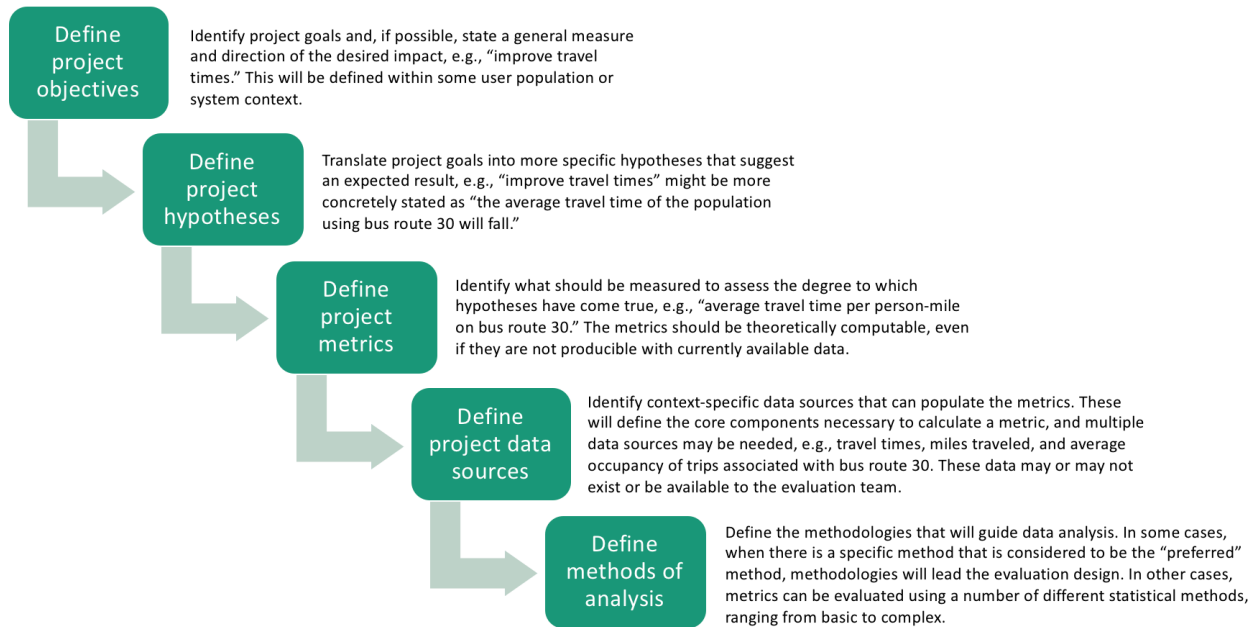 Define
project
objectives
Identify project goals and, if possible, state a general measure
and direction of the desired impact, e.g., “improve travel
times.” This will be defined within some user population or
system context.
Define
project
hypotheses
Translate project goals into more specific hypotheses that suggest
an expected result, e.g., “improve travel times” might be more
concretely stated as “the average travel time of the population
using bus route 30 will fall.”
Define
project
metrics
Identify what should be measured to assess the degree to which
hypotheses have come true, e.g., “average travel time per person-mile
on bus route 30.” The metrics should be theoretically computable, even
if they are not producible with currently available data.
Define
project data
sources
Identify context-specific data sources that can populate the metrics. These
will define the core components necessary to calculate a metric, and multiple
data sources may be needed, e.g., travel times, miles traveled, and average
occupancy of trips associated with bus route 30. These data may or may not
exist or be available to the evaluation team.
Define
methods of
analysis
Define the methodologies that will guide data analysis. In some cases,
when there is a specific method that is considered to be the “preferred”
method, methodologies will lead the evaluation design. In other cases,
metrics can be evaluated using a number of different statistical methods,
ranging from basic to complex.